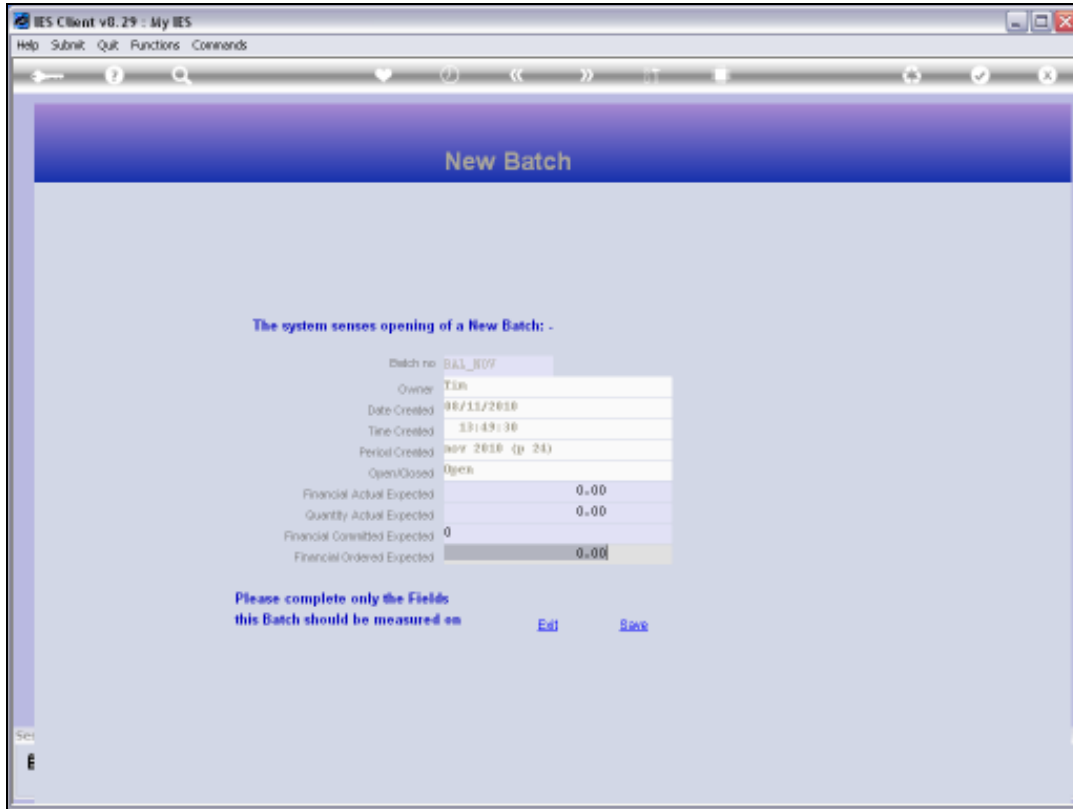 IES Client v8.29 : My IES
Help Submit Quit Functions Commands
New Batch
The system senses opening of a New Batch: -
Batch no BAL_NOV
Owner Tim
Date Created 08/11/2010
Time Created 13:49:30
Period Created nov 2010 (p 24)
Open/Closed Open
Financial Actual Expected 0.00
Quantity Actual Expected 0.00
Financial Committed Expected 0
Financial Ordered Expected 0.00
Please complete only the Fields
this Batch should be measured on
Exit Save